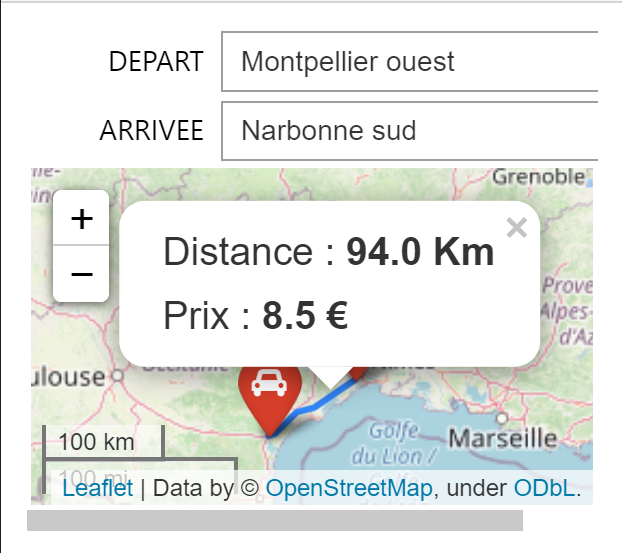 DEPART Montpellier ouest
ARRIVEE Narbonne sud
Grenoble
+
×
Distance : 94.0 Km
−
Prix : 8.5 €
Prove
Alpes-
d'Az
ulouse
Occitanie
Golfe
du Lion /
Marseille
100 km
100 mi
Leaflet | Data by © OpenStreetMap, under ODbL.